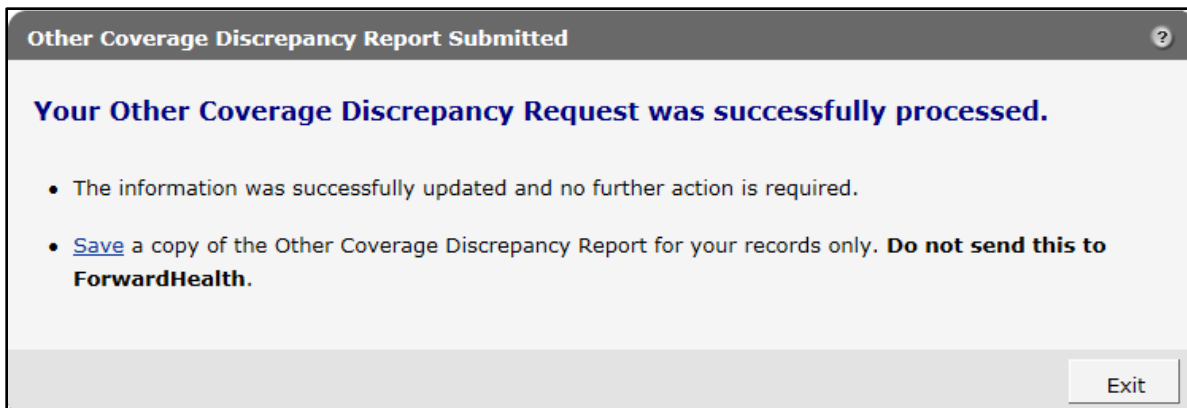 Other Coverage Discrepancy Report Submitted
?
Your Other Coverage Discrepancy Request was successfully processed.
• The information was successfully updated and no further action is required.
• Save a copy of the Other Coverage Discrepancy Report for your records only. Do not send this to
ForwardHealth.
Exit